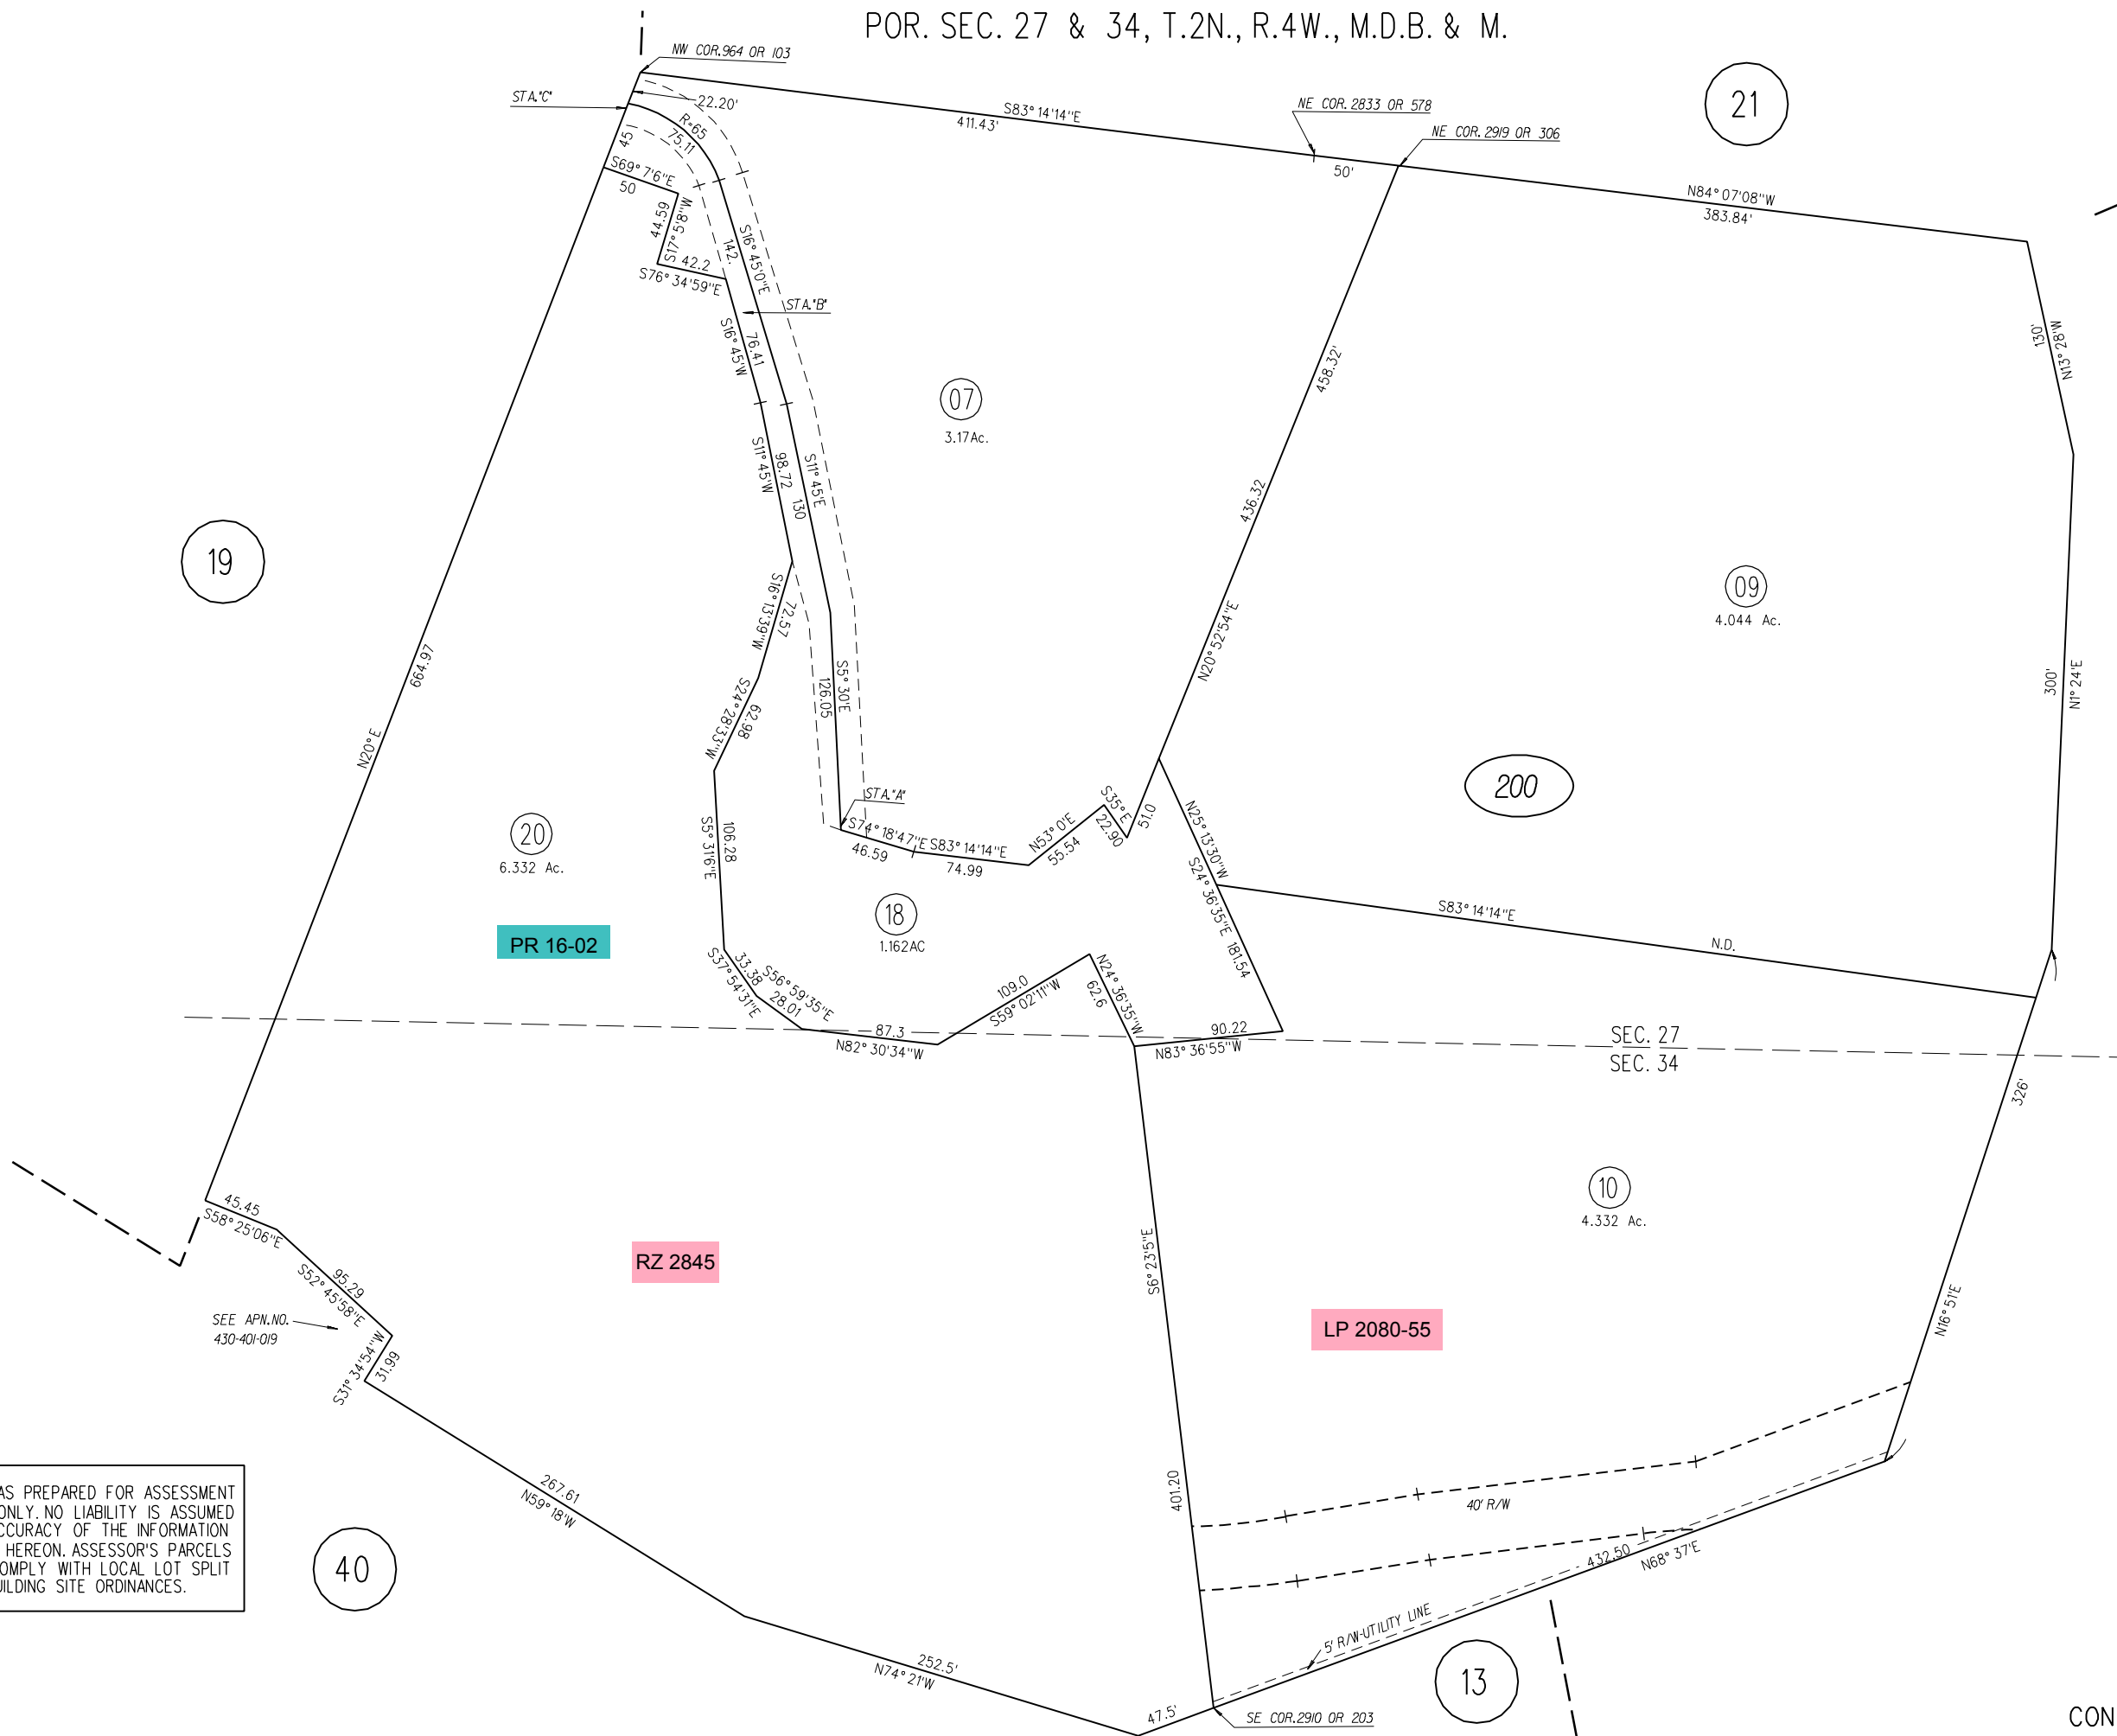 POR. SEC. 27 & 34, T.2N., R.4W., M.D.B. & M.
NW COR.964 OR 103
STA."C"
22.20'
R=65
75.11
45
S83°14'14"E
411.43'
NE COR. 2833 OR 578
NE COR. 2919 OR 306
50'
21
N84°07'08"W
383.84'
S69°7'6"E
50
44.59
S17°5'8"W
42.2
S76°34'59"E
142.
S16°45'0"E
STA."B"
S16°45'W
76.41
130'
N13°28'W
458.32'
07
3.17Ac.
S11°45'W
98.72
130
S11°45'E
436.32
19
S16°13'39"W
72.57
09
4.044 Ac.
N20°52'54"E
664.97
N20°E
S24°28'33"W
62.98
126.05
S5°30'E
300'
N1°24'E
200
STA."A"
S74°18'47"E
46.59
S83°14'14"E
74.99
N53°0'E
55.54
S35°E
22.90
51.0
N25°13'30"W
20
6.332 Ac.
S5°31'6"E
106.28
S24°36'35"E
181.54
18
1.162AC
S83°14'14"E
N.D.
PR 16-02
S37°54'31"E
33.38
S56°59'35"E
28.01
109.0
S59°02'11"W
N24°36'35"W
62.6
87.3
N82°30'34"W
90.22
N83°36'55"W
SEC. 27
SEC. 34
326'
10
4.332 Ac.
45.45
S58°25'06"E
S6°23'5"E
RZ 2845
95.29
S52°45'58"E
SEE APN.NO.
430-401-019
LP 2080-55
N16°51'E
S31°34'54"W
31.99
AS PREPARED FOR ASSESSMENT
ONLY. NO LIABILITY IS ASSUMED
CCURACY OF THE INFORMATION
HEREON. ASSESSOR'S PARCELS
OMPLY WITH LOCAL LOT SPLIT
UILDING SITE ORDINANCES.
267.61
N59°18'W
401.20
40' R/W
432.50
N68°37'E
40
5' R/W-UTILITY LINE
252.5'
N74°21'W
13
47.5'
SE COR.2910 OR 203
CON